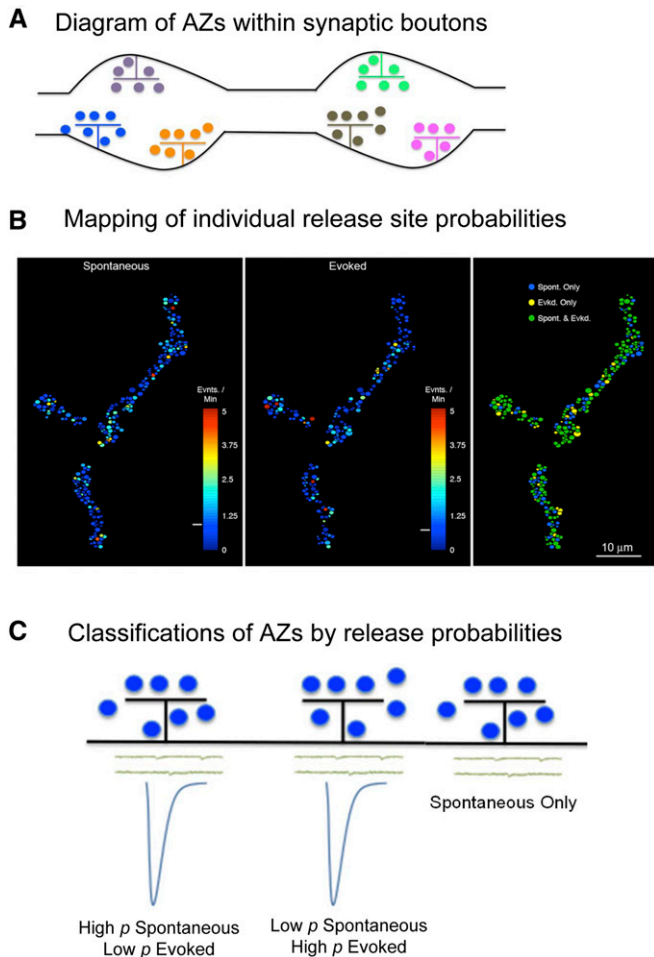 A Diagram of AZs within synaptic boutons
B Mapping of individual release site probabilities
Spontaneous
Evnts. /
Min
5
3.75
2.5
1.25
0
Evoked
Evnts. /
Min
5
3.75
2.5
1.25
0
Spont. Only
Evkd. Only
Spont. & Evkd.
10 μm
C Classifications of AZs by release probabilities
Spontaneous Only
High p Spontaneous
Low p Evoked
Low p Spontaneous
High p Evoked